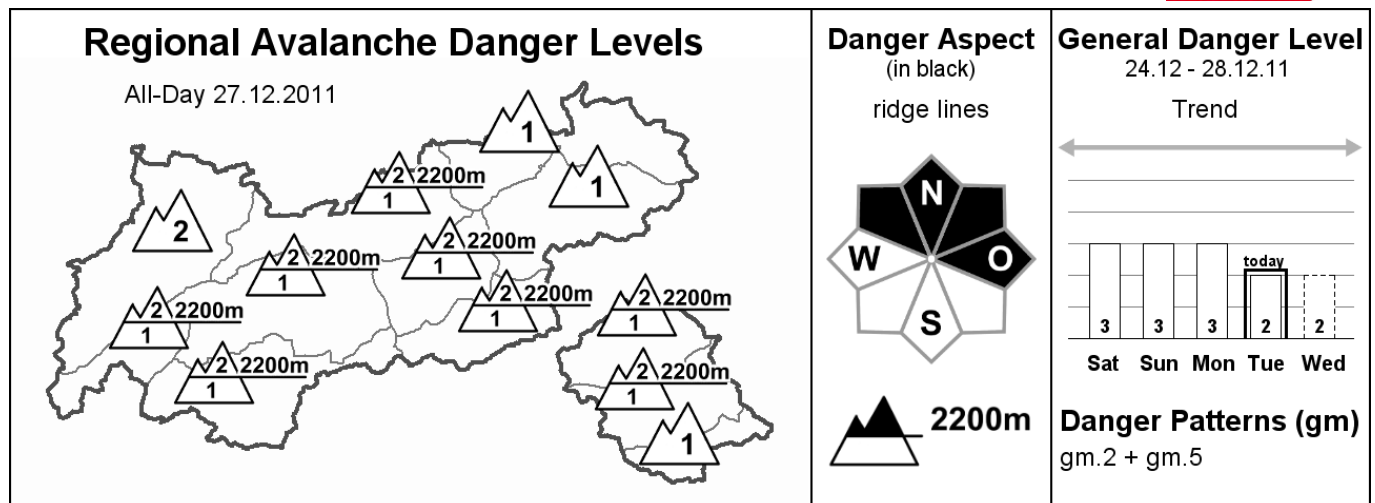 Regional Avalanche Danger Levels
All-Day 27.12.2011
1
2 2200m
1
1
2
2 2200m
1
2 2200m
1
2 2200m
1
2 2200m
1
2 2200m
1
2 2200m
1
2 2200m
1
1
Danger Aspect
(in black)
ridge lines
N
W O
S
2200m
General Danger Level
24.12 - 28.12.11
Trend
today
3 3 3 2 2
Sat Sun Mon Tue Wed
Danger Patterns (gm)
gm.2 + gm.5